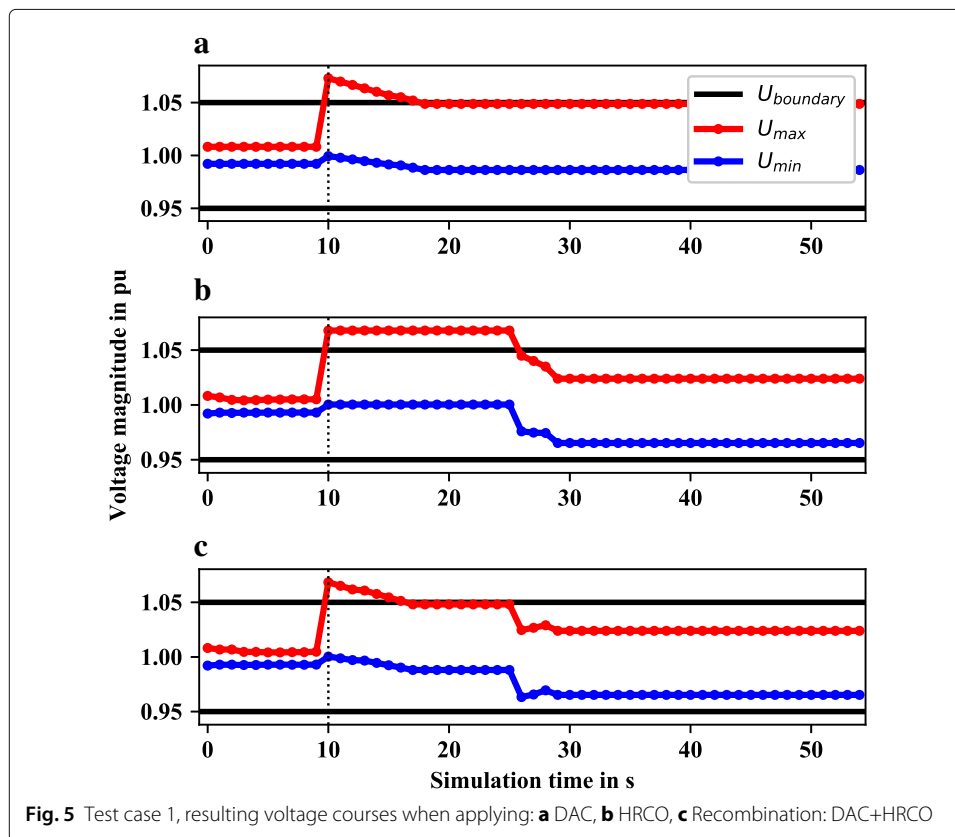 a
1.05
1.00
0.95
U_boundary
U_max
U_min
0 10 20 30 40 50
Voltage magnitude in pu
b
1.05
1.00
0.95
0 10 20 30 40 50
c
1.05
1.00
0.95
0 10 20 30 40 50
Simulation time in s
Fig. 5 Test case 1, resulting voltage courses when applying: a DAC, b HRCO, c Recombination: DAC+HRCO